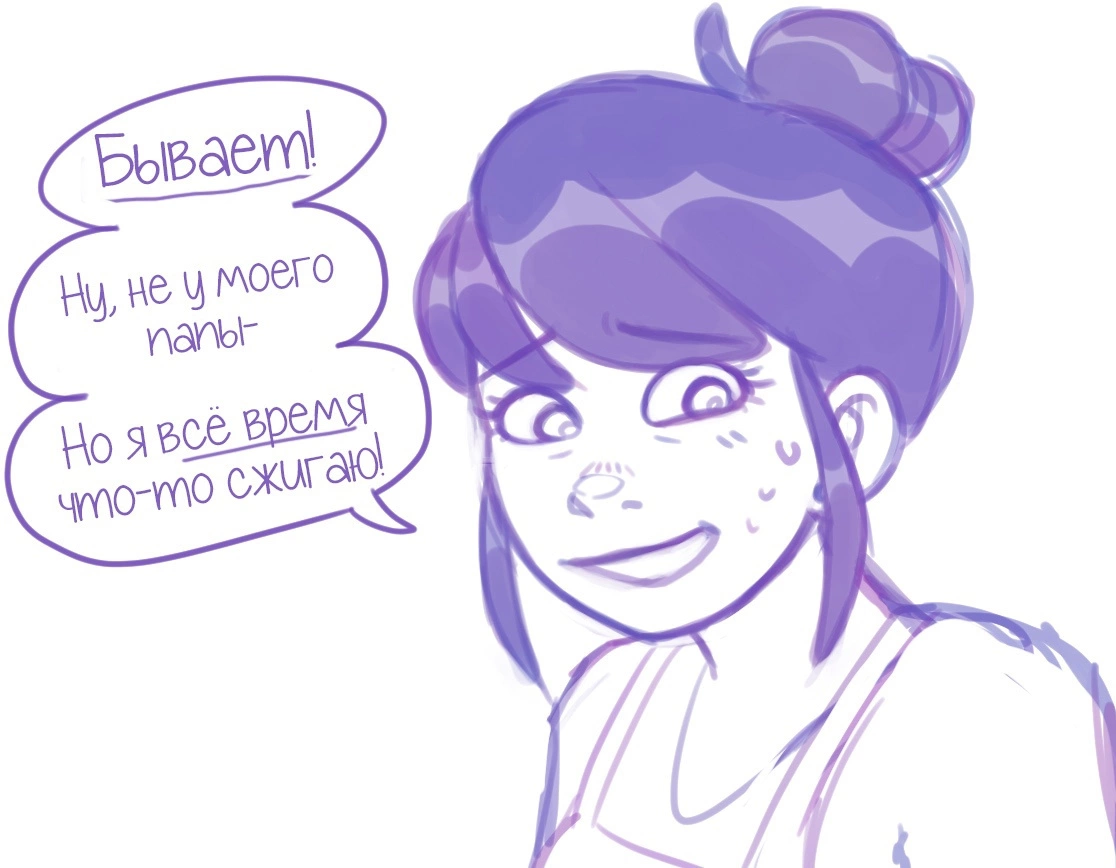 Бывает!
Ну, не у моего
папы-
Но я всё время
что-то сжигаю!